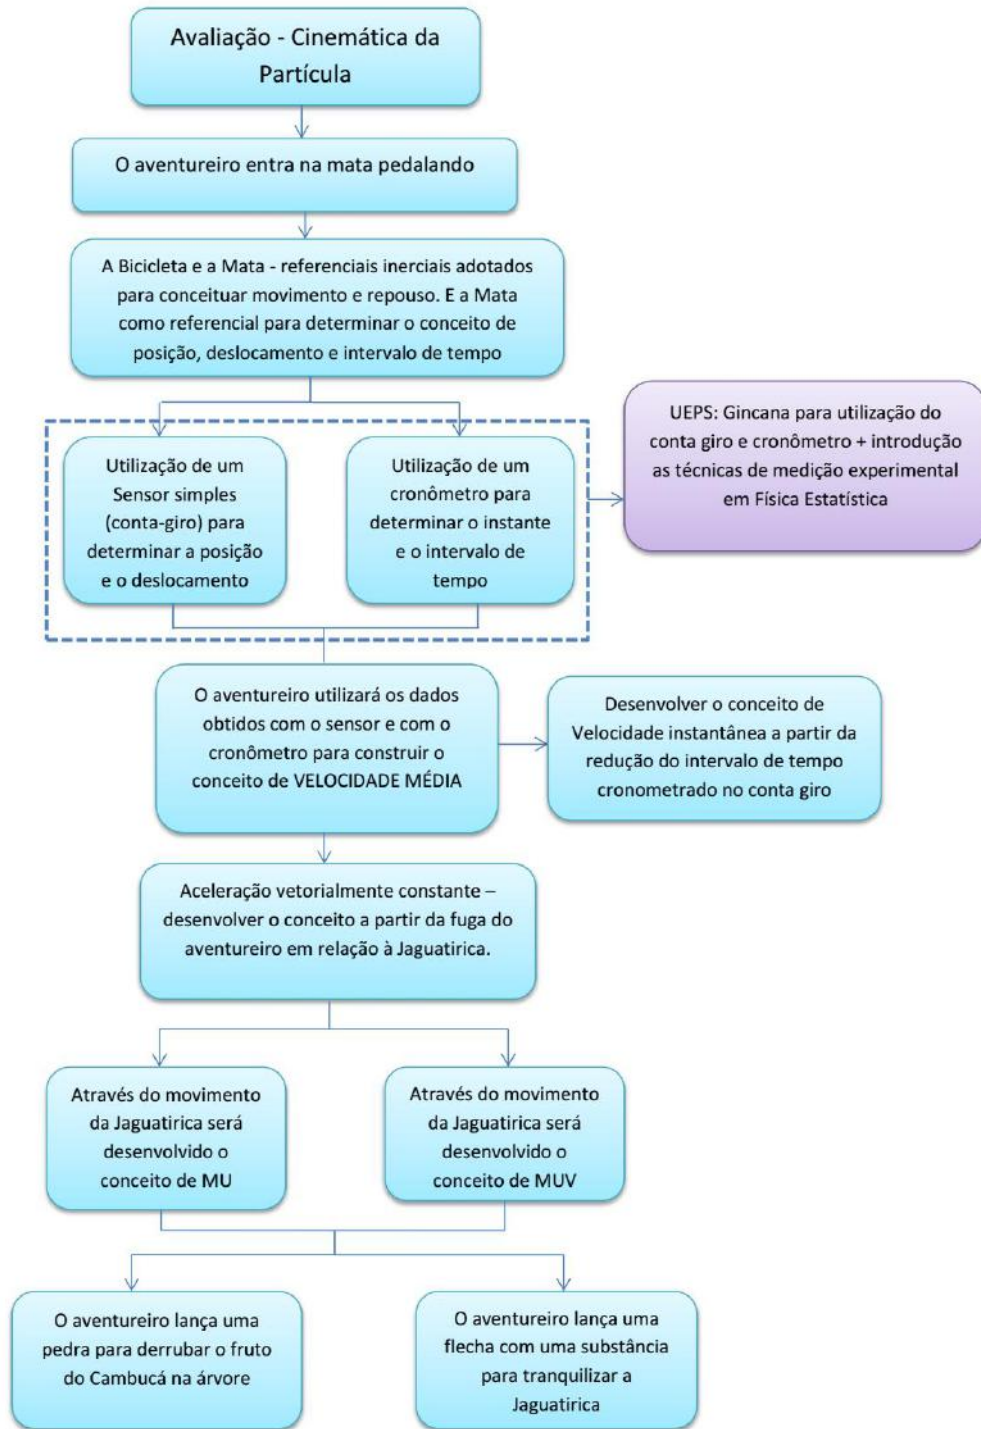 Avaliação - Cinemática da
Partícula
O aventureiro entra na mata pedalando
A Bicicleta e a Mata - referenciais inerciais adotados
para conceituar movimento e repouso. E a Mata
como referencial para determinar o conceito de
posição, deslocamento e intervalo de tempo
Utilização de um
Sensor simples
(conta-giro) para
determinar a posição
e o deslocamento
Utilização de um
cronômetro para
determinar o instante
e o intervalo de
tempo
UEPS: Gincana para utilização do
conta giro e cronômetro + introdução
as técnicas de medição experimental
em Física Estatística
O aventureiro utilizará os dados
obtidos com o sensor e com o
cronômetro para construir o
conceito de VELOCIDADE MÉDIA
Desenvolver o conceito de
Velocidade instantânea a partir da
redução do intervalo de tempo
cronometrado no conta giro
Aceleração vetorialmente constante –
desenvolver o conceito a partir da fuga do
aventureiro em relação à Jaguatirica.
Através do movimento
da Jaguatirica será
desenvolvido o
conceito de MU
Através do movimento
da Jaguatirica será
desenvolvido o
conceito de MUV
O aventureiro lança uma
pedra para derrubar o fruto
do Cambucá na árvore
O aventureiro lança uma
flecha com uma substância
para tranquilizar a
Jaguatirica